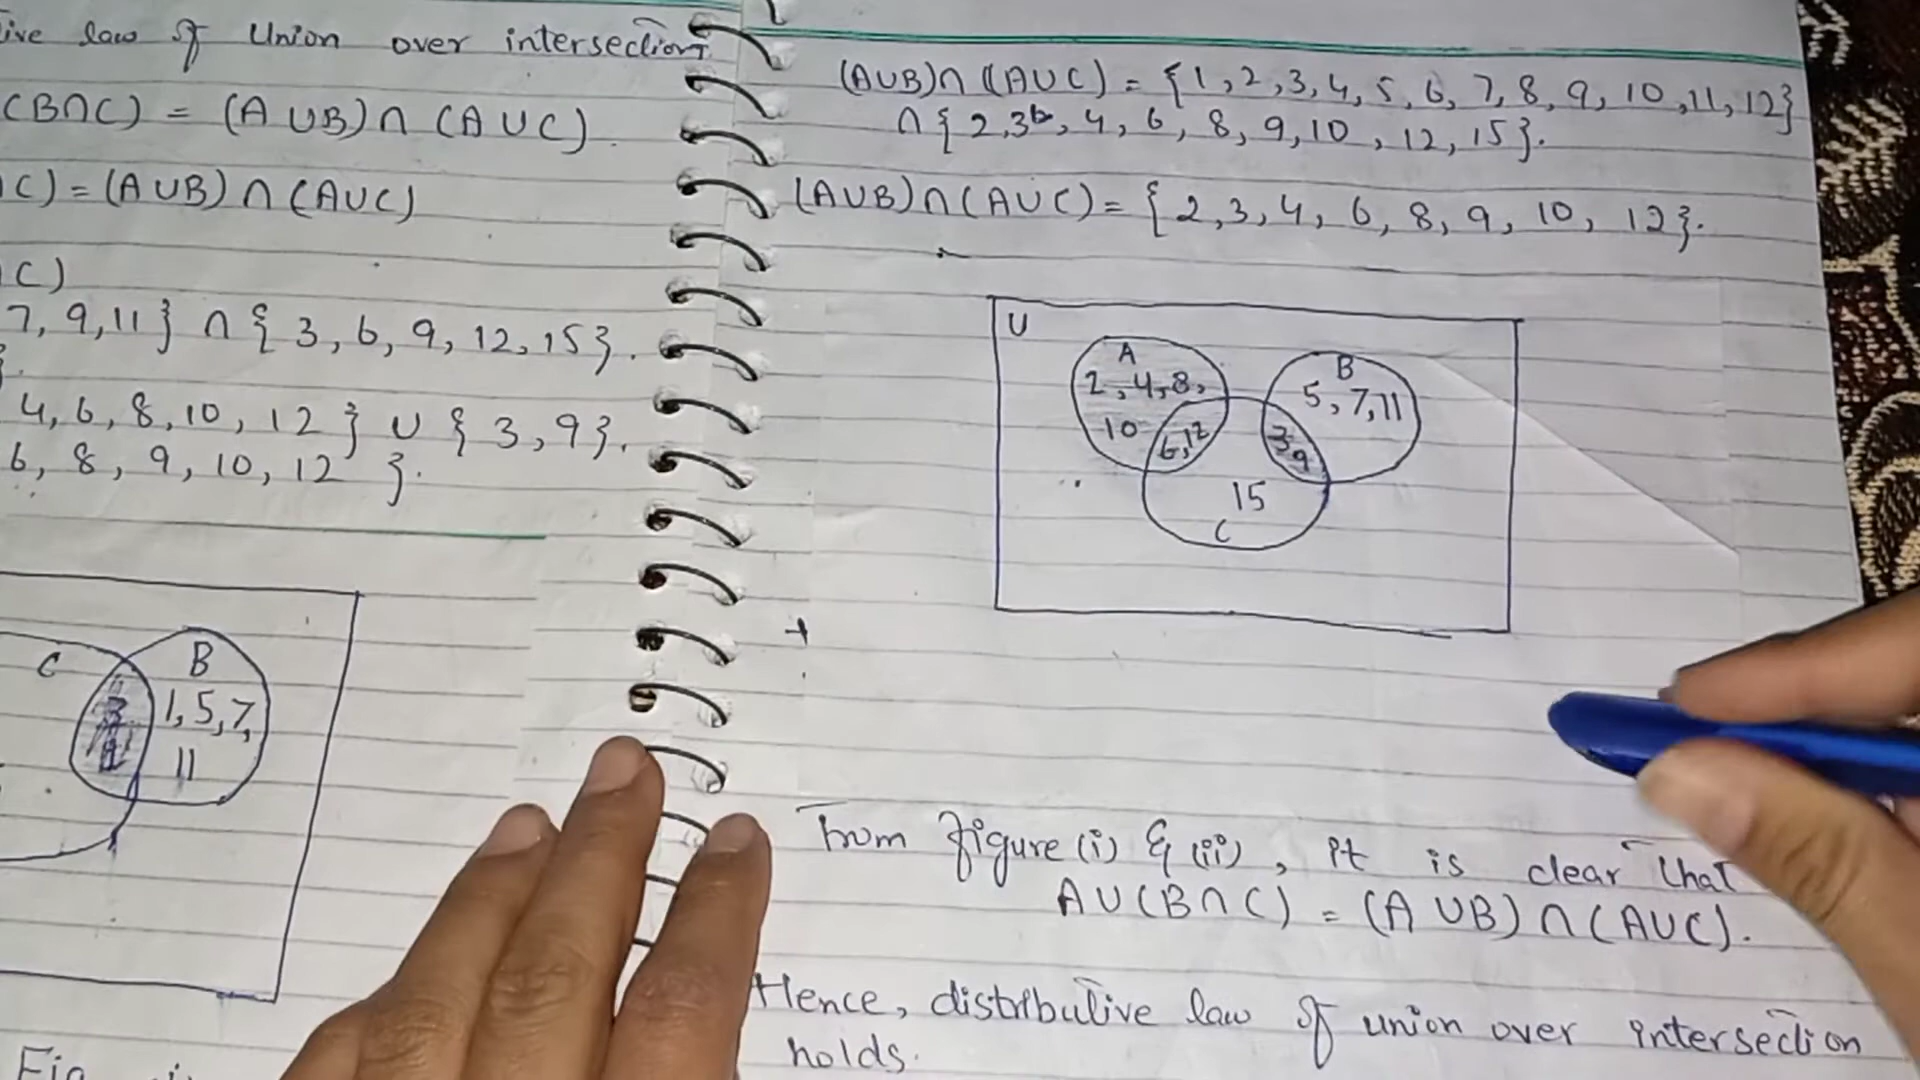 ive law of Union over intersection
(B∩C) = (A∪B)∩ (A∪C).
C) = (A∪B) ∩ (A∪C)
C)
7, 9, 11} ∩ { 3, 6, 9, 12, 15}.
4, 6, 8, 10, 12 } ∪ { 3, 9}.
6, 8, 9, 10, 12 }.
C
B
1, 5, 7,
11
(A∪B)∩ (A∪C) = {1, 2, 3, 4, 5, 6, 7, 8, 9, 10, 11, 12}
∩ { 2, 3, 4, 6, 8, 9, 10, 12, 15}.
(A∪B)∩(A∪C) = { 2, 3, 4, 6, 8, 9, 10, 12}.
U
A
2, 4, 8,
10
6, 12
B
5, 7, 11
3
9
15
C
From figure (i) & (ii), it is clear that
A∪(B∩C) = (A∪B)∩(A∪C).
Hence, distributive law of union over intersection
holds.